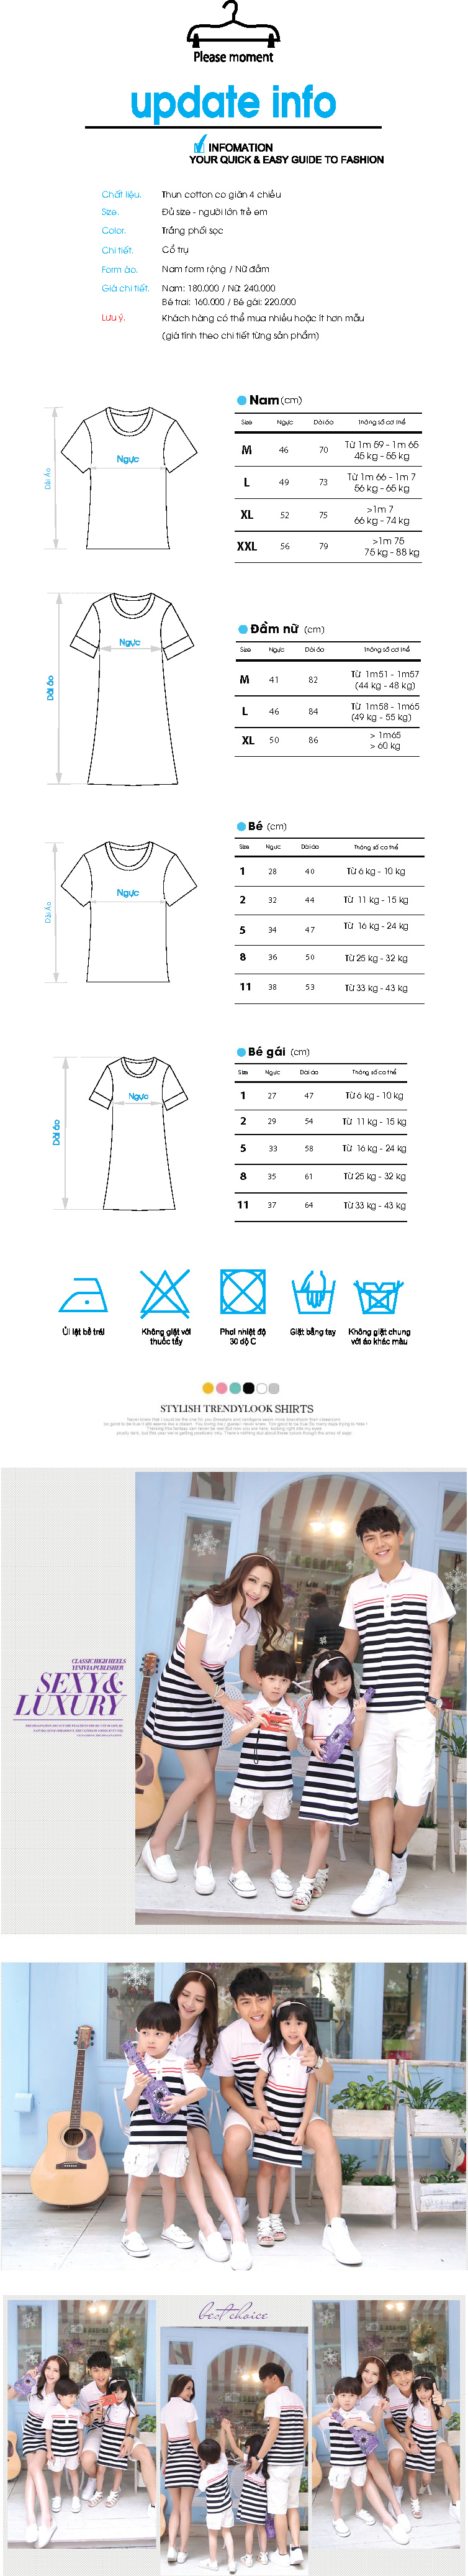 Please moment
update info
INFOMATION
YOUR QUICK & EASY GUIDE TO FASHION
Chất liệu. Thun cotton co giãn 4 chiều
Size. Đủ size - người lớn trẻ em
Color. Trắng phối sọc
Chi tiết. Cổ trụ
Form áo. Nam form rộng / Nữ đầm
Giá chi tiết. Nam: 180.000 / Nữ: 240.000
Bé trai: 160.000 / Bé gái: 220.000
Lưu ý. Khách hàng có thể mua nhiều hoặc ít hơn mẫu
(giá tính theo chi tiết từng sản phẩm)
Nam (cm)
Size Ngực Dài áo Thông số cơ thể
M 46 70 Từ 1m 59 - 1m 65
45 kg - 55 kg
L 49 73 Từ 1m 66 - 1m 7
56 kg - 65 kg
XL 52 75 >1m 7
66 kg - 74 kg
XXL 56 79 >1m 75
75 kg - 88 kg
Ngực
Dài Áo
Đầm nữ (cm)
Size Ngực Dài áo Thông số cơ thể
M 41 82 Từ 1m51 - 1m57
(44 kg - 48 kg)
L 46 84 Từ 1m58 - 1m65
(49 kg - 55 kg)
XL 50 86 > 1m65
> 60 kg
Ngực
Dài áo
Bé (cm)
Size Ngực Dài áo Thông số cơ thể
1 28 40 Từ 6 kg - 10 kg
2 32 44 Từ 11 kg - 15 kg
5 34 47 Từ 16 kg - 24 kg
8 36 50 Từ 25 kg - 32 kg
11 38 53 Từ 33 kg - 43 kg
Ngực
Dài Áo
Bé gái (cm)
Size Ngực Dài áo Thông số cơ thể
1 27 47 Từ 6 kg - 10 kg
2 29 54 Từ 11 kg - 15 kg
5 33 58 Từ 16 kg - 24 kg
8 35 61 Từ 25 kg - 32 kg
11 37 64 Từ 33 kg - 43 kg
Ngực
Dài áo
Ủi lật bề trái
Không giặt với
thuốc tẩy
Phơi nhiệt độ
30 độ C
Giặt bằng tay
Không giặt chung
với áo khác màu
STYLISH TRENDYLOOK SHIRTS
CLASSIC HIGH HEELS
YINIVIA PUBLISHER
SEXY&
LUXURY
best choice